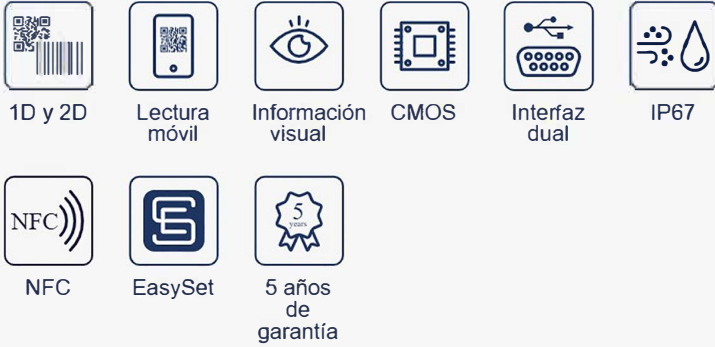 1D y 2D
Lectura
móvil
Información
visual
CMOS
Interfaz
dual
IP67
NFC
NFC
S
EasySet
5
years
5 años
de
garantía